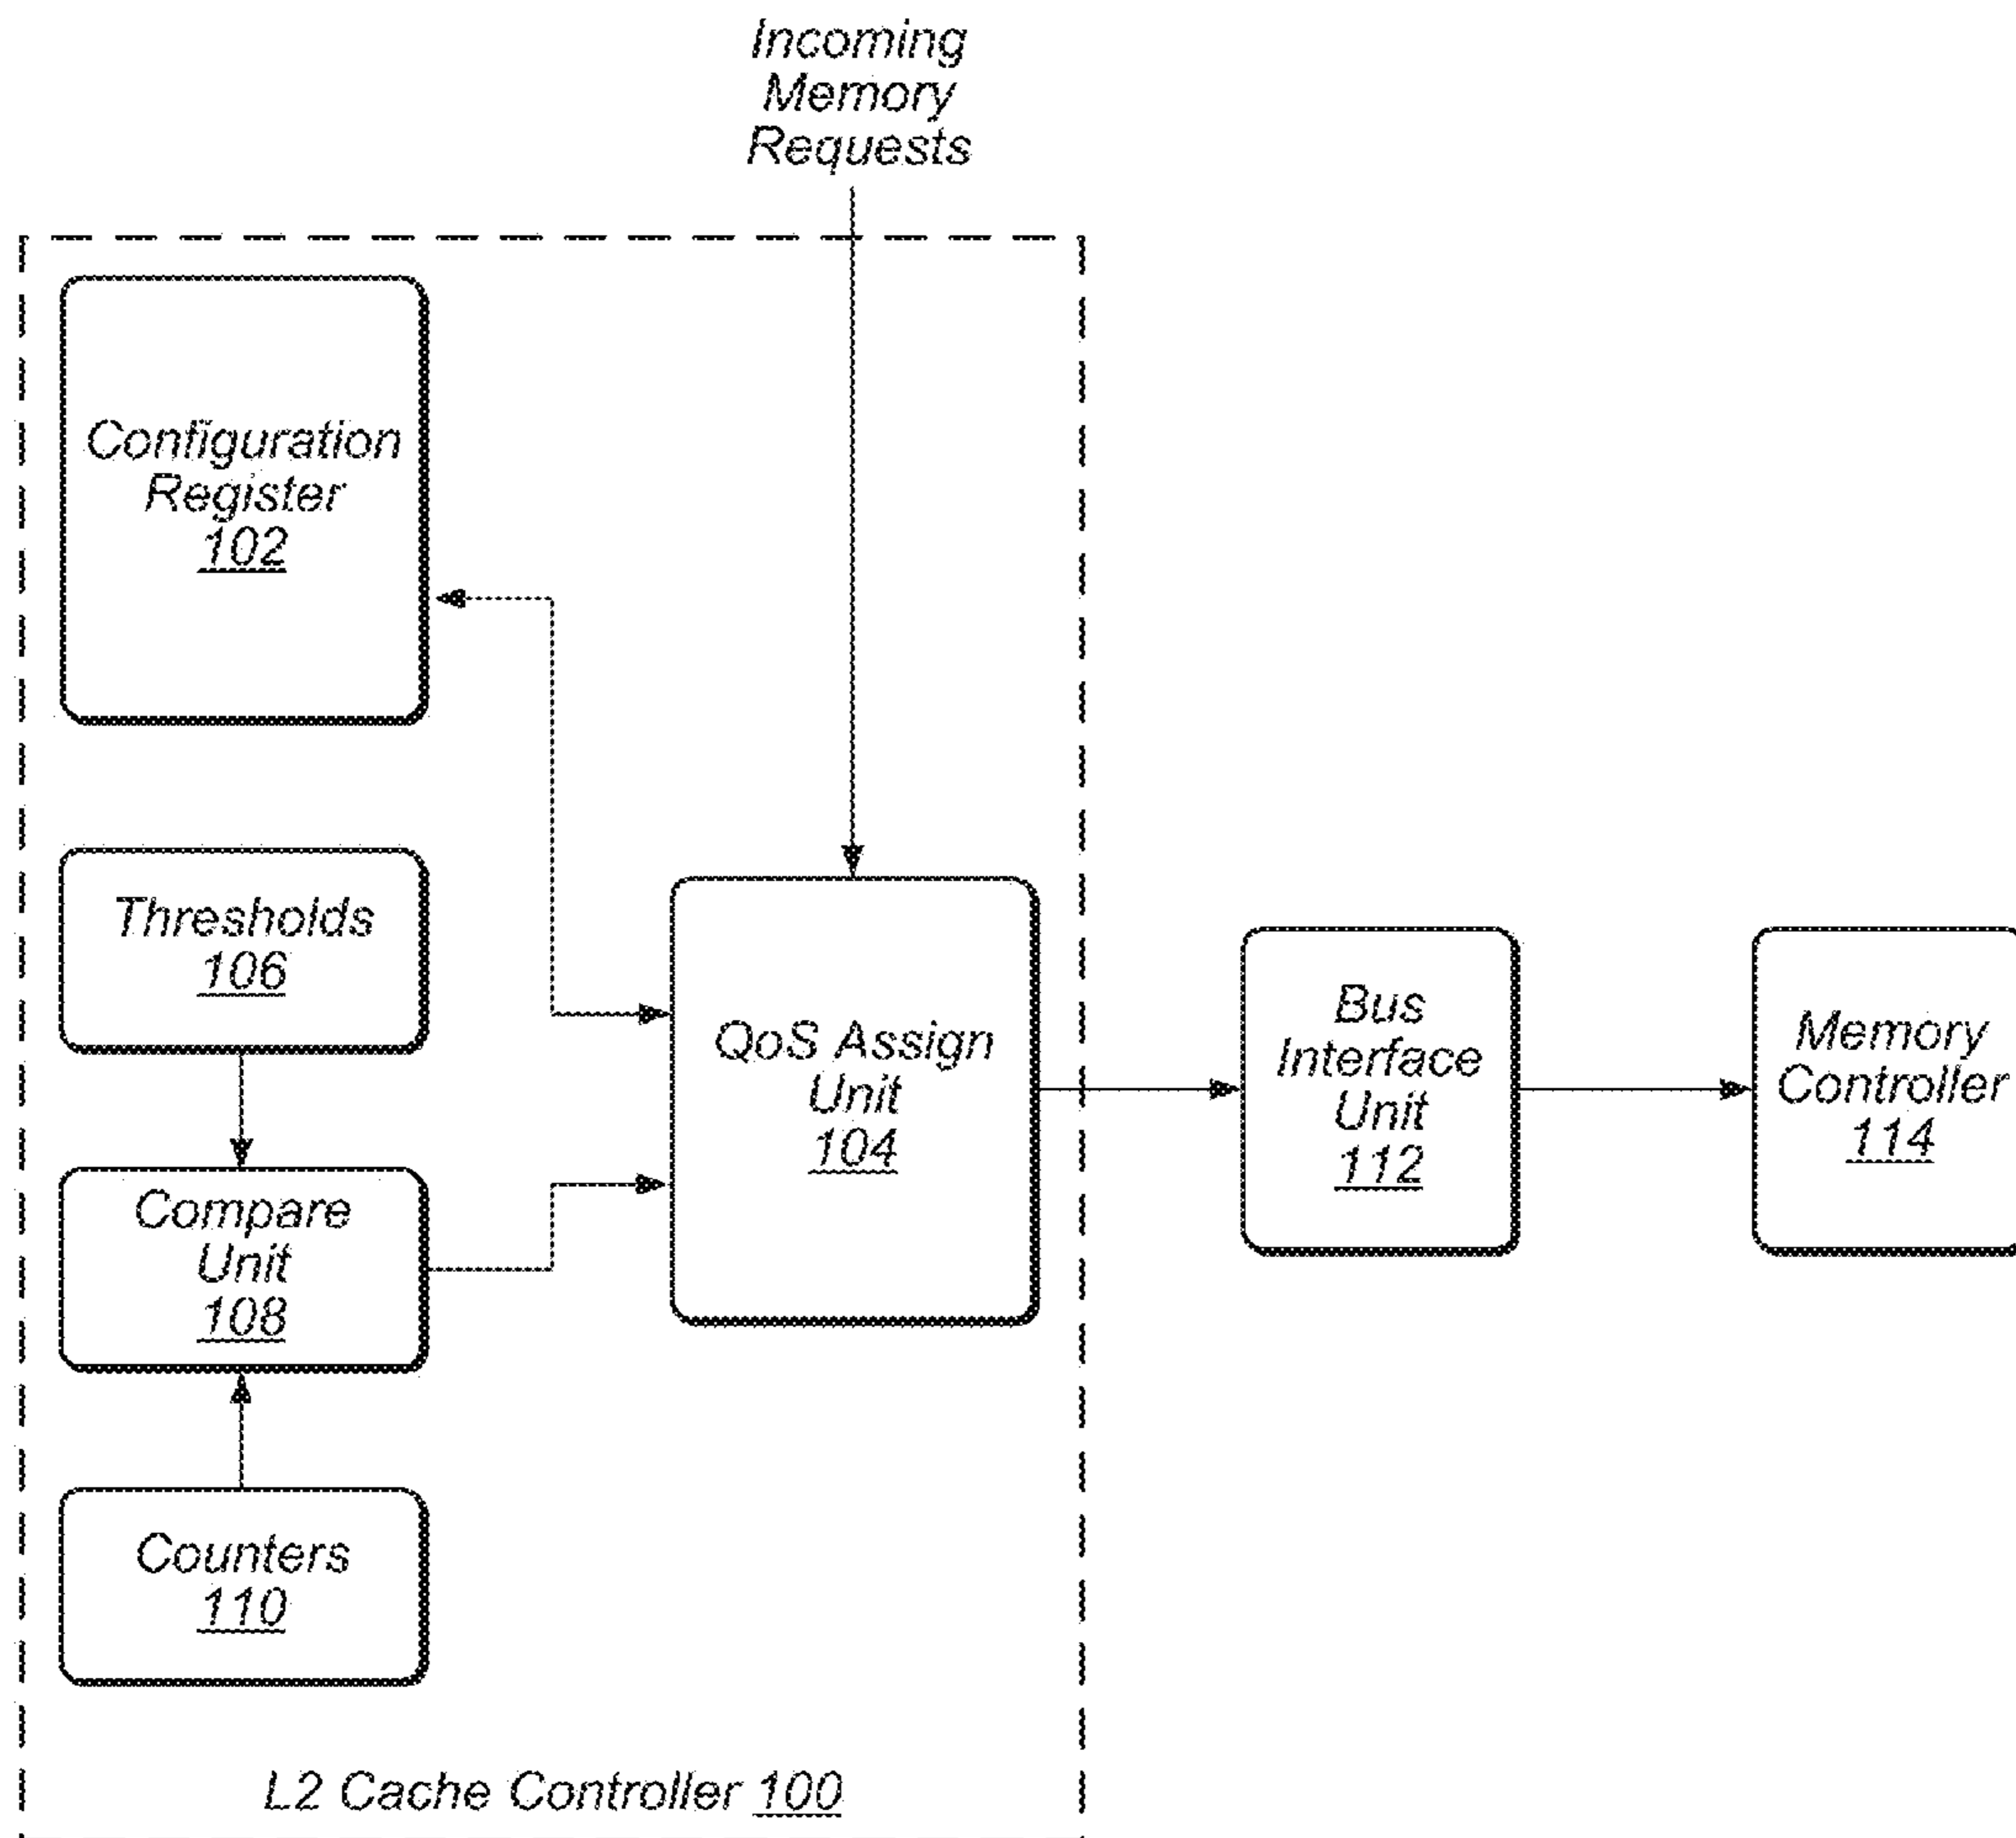 Incoming
Memory
Requests
Configuration
Register
102
Thresholds
106
QoS Assign
Unit
104
Bus
Interface
Unit
112
Memory
Controller
114
Compare
Unit
108
Counters
110
L2 Cache Controller 100